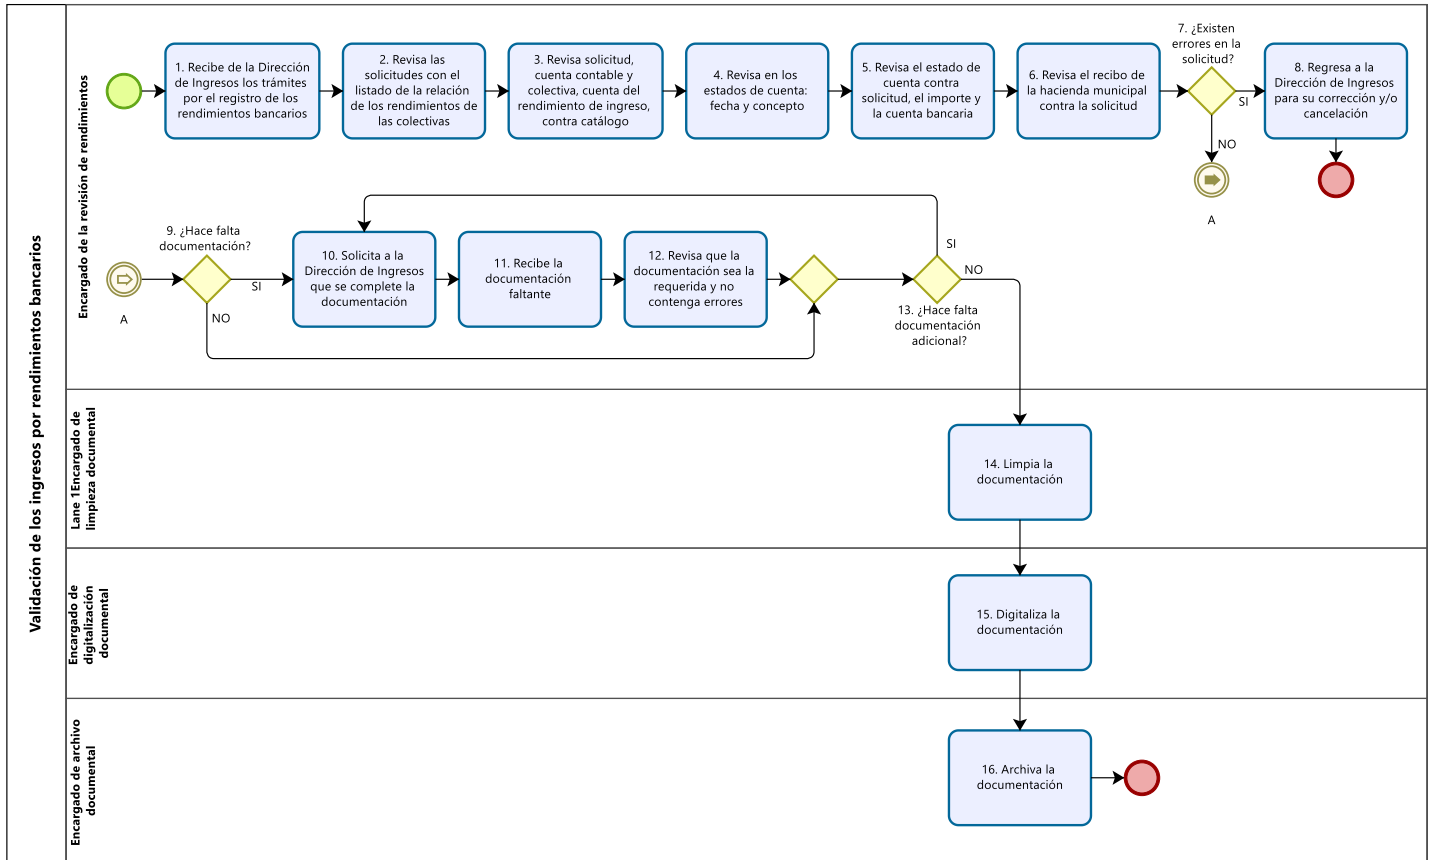 Validación de los ingresos por rendimientos bancarios
Encargado de la revisión de rendimientos
1. Recibe de la Dirección
de Ingresos los trámites
por el registro de los
rendimientos bancarios
2. Revisa las
solicitudes con el
listado de la relación
de los rendimientos de
las colectivas
3. Revisa solicitud,
cuenta contable y
colectiva, cuenta del
rendimiento de ingreso,
contra catálogo
4. Revisa en los
estados de cuenta:
fecha y concepto
5. Revisa el estado de
cuenta contra
solicitud, el importe y
la cuenta bancaria
6. Revisa el recibo de
la hacienda municipal
contra la solicitud
7. ¿Existen
errores en la
solicitud?
SI
NO
A
8. Regresa a la
Dirección de Ingresos
para su corrección y/o
cancelación
A
9. ¿Hace falta
documentación?
SI
NO
10. Solicita a la
Dirección de Ingresos
que se complete la
documentación
11. Recibe la
documentación
faltante
12. Revisa que la
documentación sea la
requerida y no
contenga errores
SI
NO
13. ¿Hace falta
documentación
adicional?
Lane 1Encargado de
limpieza documental
14. Limpia la
documentación
Encargado de
digitalización
documental
15. Digitaliza la
documentación
Encargado de archivo
documental
16. Archiva la
documentación